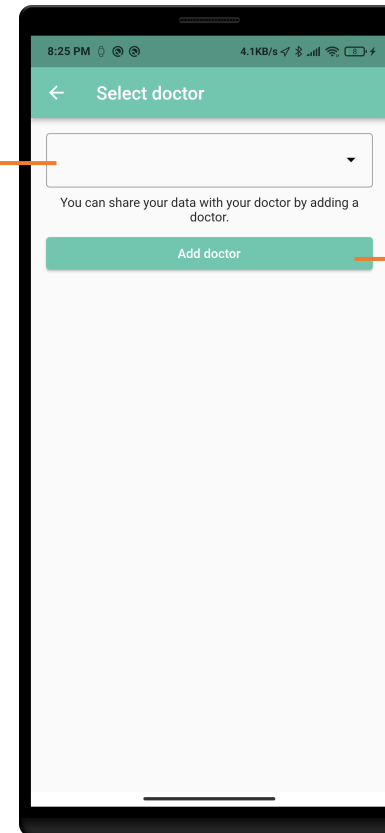 8:25 PM 4.1KB/s 8
Select doctor
You can share your data with your doctor by adding a
doctor.
Add doctor